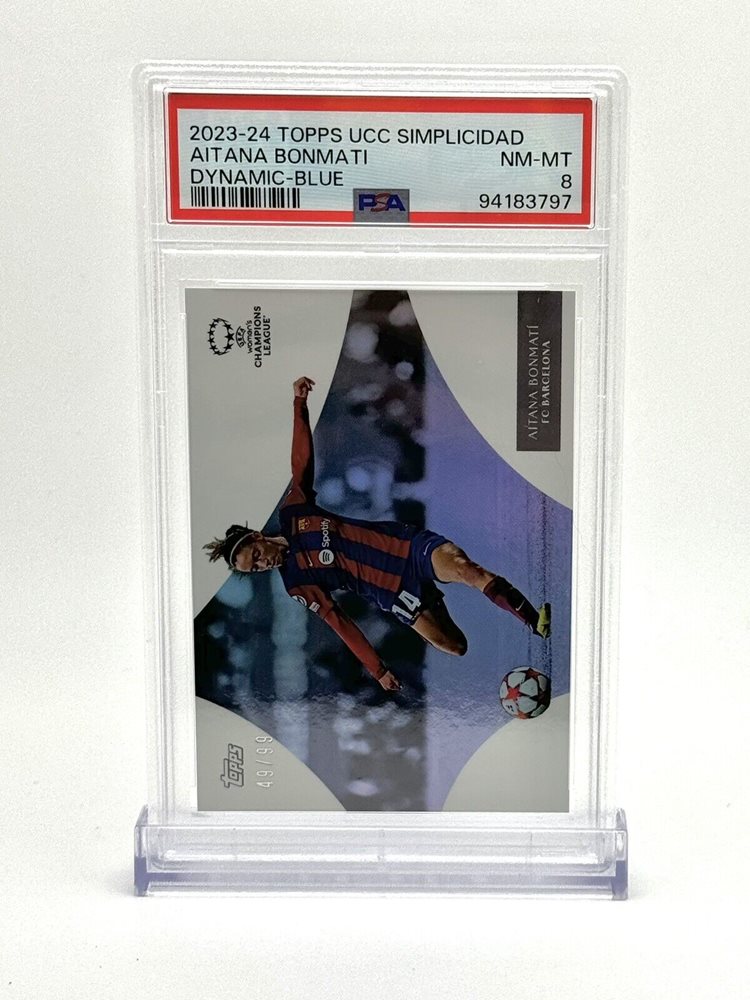 2023-24 TOPPS UCC SIMPLICIDAD
AITANA BONMATI NM-MT
DYNAMIC-BLUE 8
PSA 94183797
UEFA
women's
CHAMPIONS
LEAGUE
AITANA BONMATÍ
FC BARCELONA
Spotify
14
topps
49/99